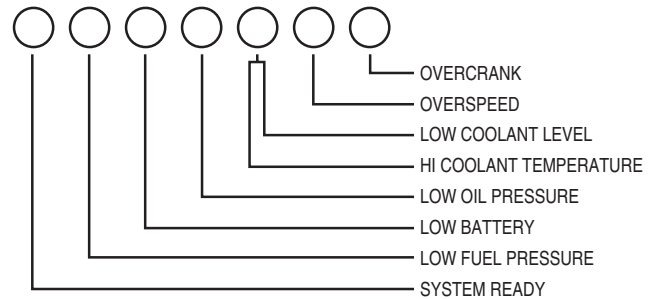 OVERCRANK
OVERSPEED
LOW COOLANT LEVEL
HI COOLANT TEMPERATURE
LOW OIL PRESSURE
LOW BATTERY
LOW FUEL PRESSURE
SYSTEM READY